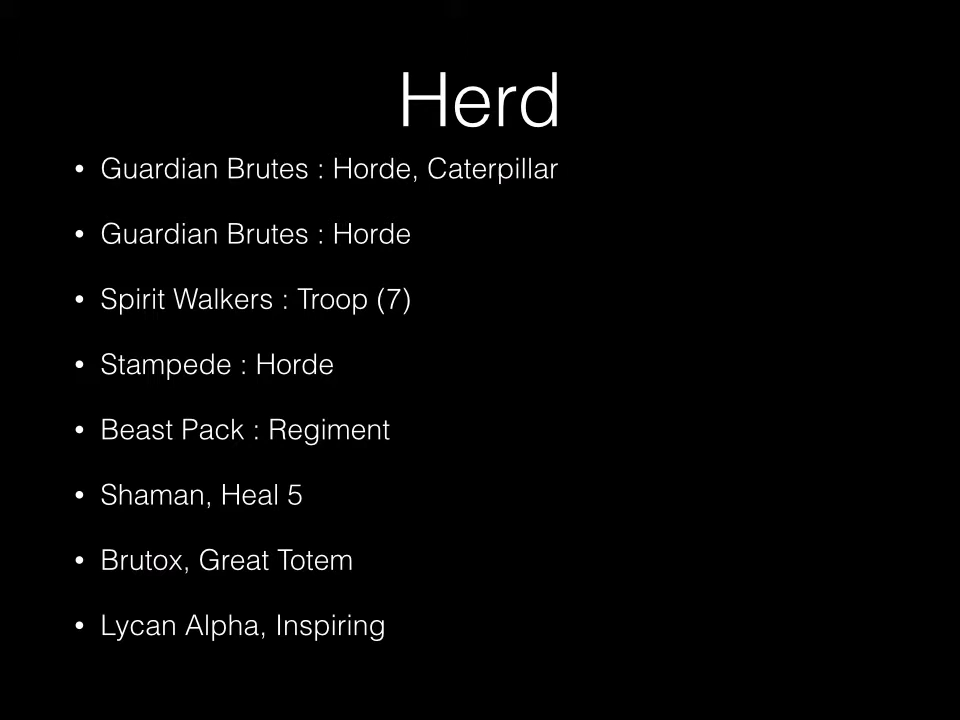 Herd
• Guardian Brutes : Horde, Caterpillar
• Guardian Brutes : Horde
• Spirit Walkers : Troop (7)
• Stampede : Horde
• Beast Pack : Regiment
• Shaman, Heal 5
• Brutox, Great Totem
• Lycan Alpha, Inspiring